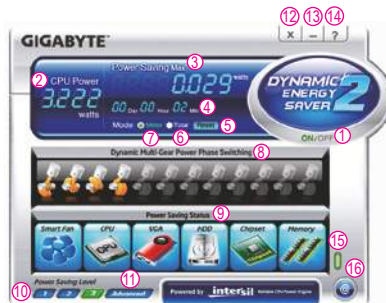 12 13 14
x – ?
GIGABYTE™
3
Power Saving Max
2
CPU Power
3.222
watts
0.029 watts
00 Day 00 Hour 02 Min 4
Mode Meter Total Reset 5
7 6
DYNAMIC
ENERGY
SAVER 2
ON/OFF 1
Dynamic Multi-Gear Power Phase Switching 8
Power Saving Status 9
Smart Fan CPU VGA HDD Chipset Memory
15
0
10 11 16
Power Saving Level
1 2 3 Advanced
Powered by intersil
@